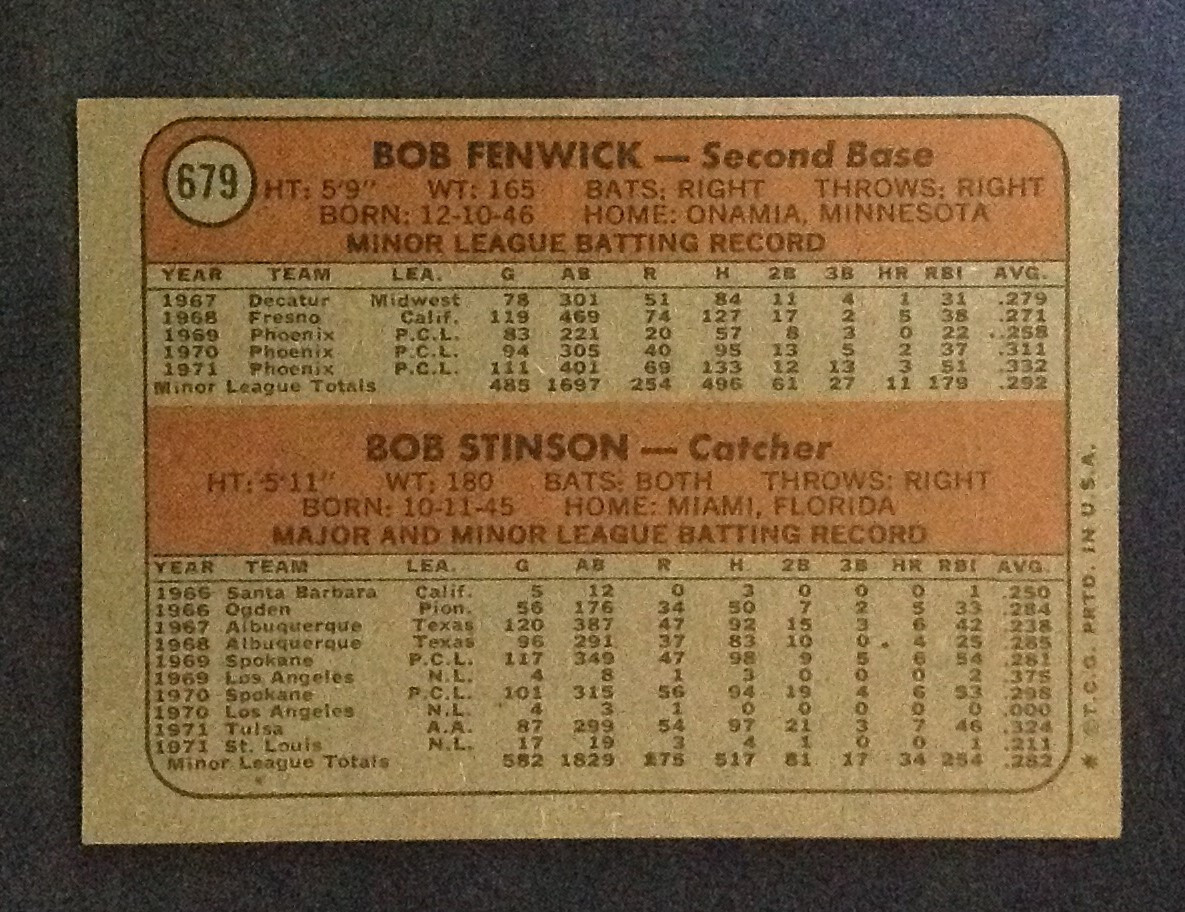 679
BOB FENWICK — Second Base
HT: 5'9" WT: 165 BATS: RIGHT THROWS: RIGHT
BORN: 12-10-46 HOME: ONAMIA, MINNESOTA
MINOR LEAGUE BATTING RECORD
YEAR TEAM LEA. G AB R H 2B 3B HR RBI AVG.
1967 Decatur Midwest 78 301 51 84 11 4 1 31 .279
1968 Fresno Calif. 119 469 74 127 17 2 5 38 .271
1969 Phoenix P.C.L. 83 221 20 57 8 3 0 22 .258
1970 Phoenix P.C.L. 94 305 40 95 13 5 2 37 .311
1971 Phoenix P.C.L. 111 401 69 133 12 13 3 51 .332
Minor League Totals 485 1697 254 496 61 27 11 179 .292
BOB STINSON — Catcher
HT: 5'11" WT: 180 BATS: BOTH THROWS: RIGHT
BORN: 10-11-45 HOME: MIAMI, FLORIDA
MAJOR AND MINOR LEAGUE BATTING RECORD
YEAR TEAM LEA. G AB R H 2B 3B HR RBI AVG.
1966 Santa Barbara Calif. 5 12 0 3 0 0 0 1 .250
1966 Ogden Pion. 56 176 34 50 7 2 5 33 .284
1967 Albuquerque Texas 120 387 47 92 15 3 6 42 .238
1968 Albuquerque Texas 96 291 37 83 10 0 4 25 .285
1969 Spokane P.C.L. 117 349 47 98 9 5 6 54 .281
1969 Los Angeles N.L. 4 8 1 3 0 0 0 2 .375
1970 Spokane P.C.L. 101 315 56 94 19 4 6 53 .298
1970 Los Angeles N.L. 4 3 1 0 0 0 0 0 .000
1971 Tulsa A.A. 87 299 54 97 21 3 7 46 .324
1971 St. Louis N.L. 17 19 3 4 1 0 0 1 .211
Minor League Totals 582 1829 275 517 81 17 34 254 .282
* ©T.C.G. PRTD. IN U.S.A.